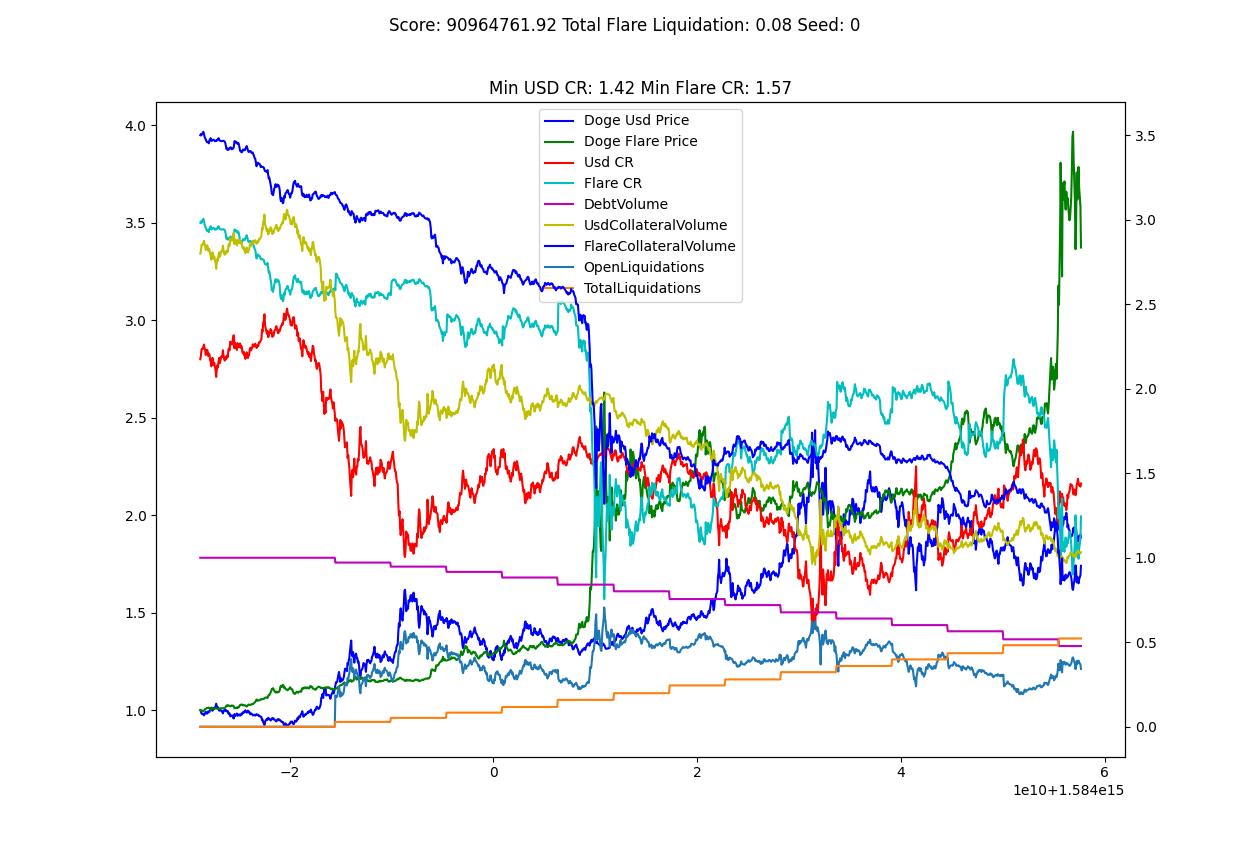 Score: 90964761.92 Total Flare Liquidation: 0.08 Seed: 0
Min USD CR: 1.42 Min Flare CR: 1.57
4.0
3.5
3.0
2.5
2.0
1.5
1.0
Doge Usd Price
Doge Flare Price
Usd CR
Flare CR
DebtVolume
UsdCollateralVolume
FlareCollateralVolume
OpenLiquidations
TotalLiquidations
3.5
3.0
2.5
2.0
1.5
1.0
0.5
0.0
−2 0 2 4 6
1e10+1.584e15